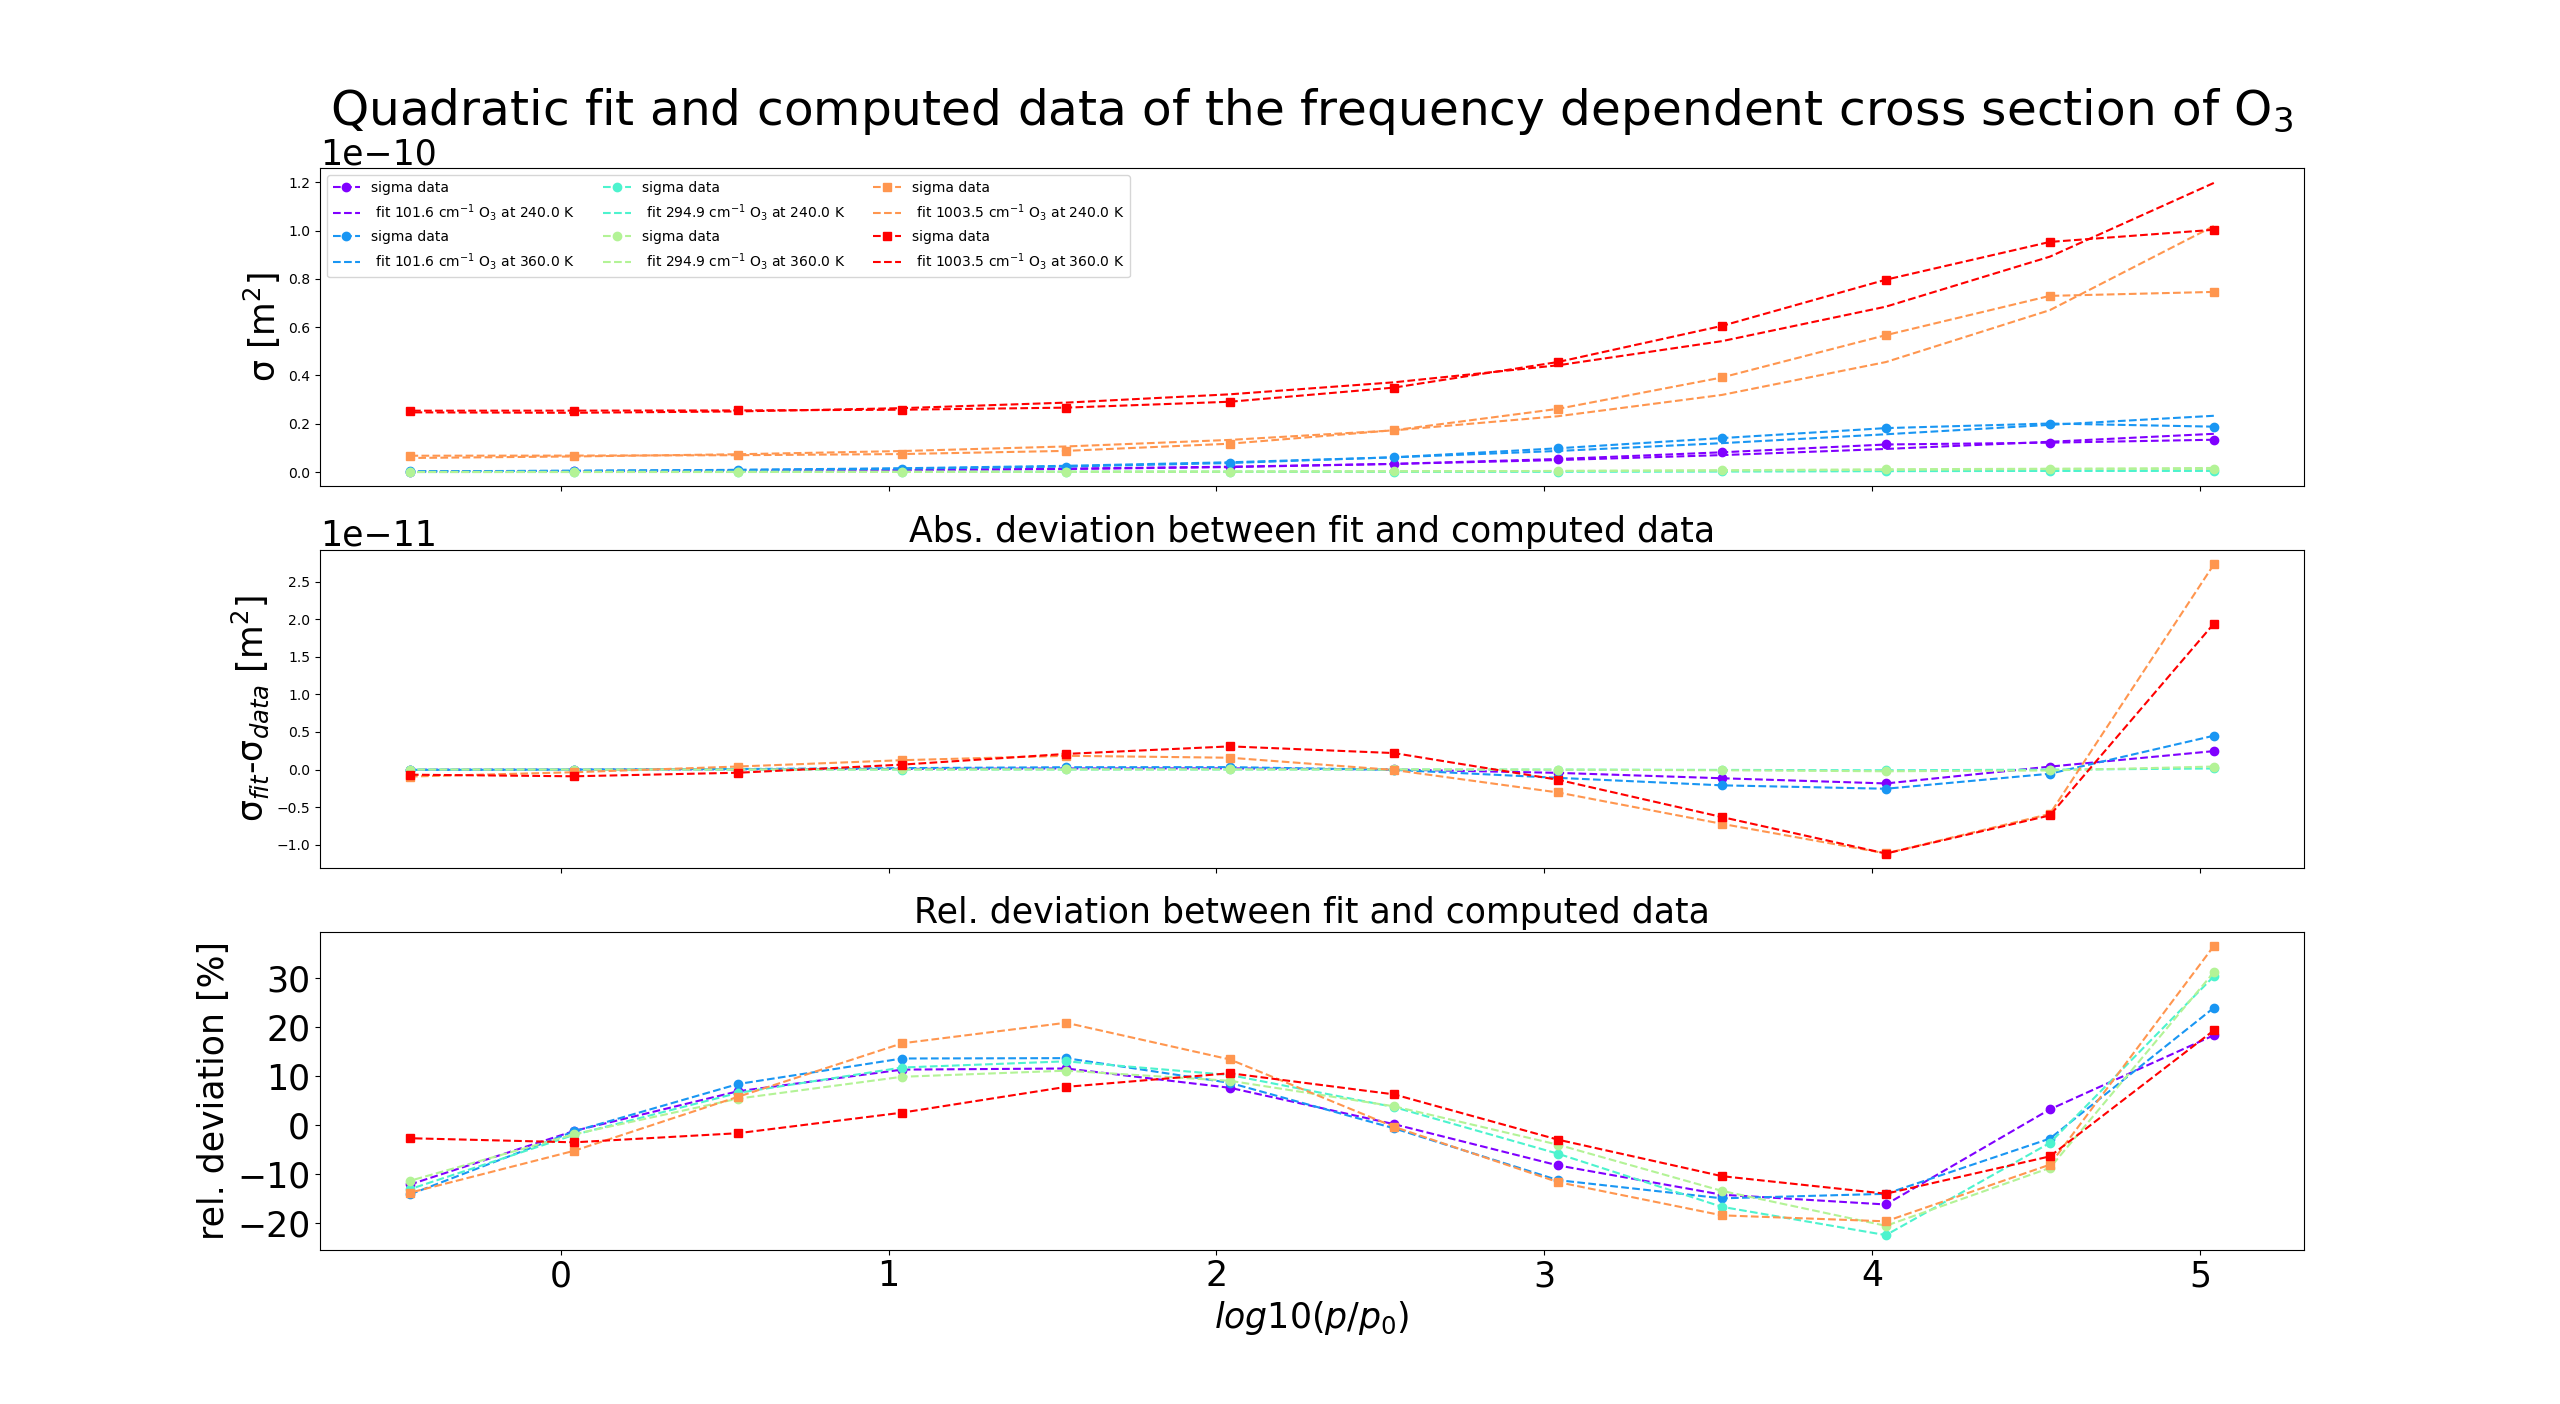 Quadratic fit and computed data of the frequency dependent cross section of O₃
1e−10
1.2
1.0
0.8
0.6
0.4
0.2
0.0
σ [m²]
sigma data
fit 101.6 cm⁻¹ O₃ at 240.0 K
sigma data
fit 101.6 cm⁻¹ O₃ at 360.0 K
sigma data
fit 294.9 cm⁻¹ O₃ at 240.0 K
sigma data
fit 294.9 cm⁻¹ O₃ at 360.0 K
sigma data
fit 1003.5 cm⁻¹ O₃ at 240.0 K
sigma data
fit 1003.5 cm⁻¹ O₃ at 360.0 K
Abs. deviation between fit and computed data
1e−11
2.5
2.0
1.5
1.0
0.5
0.0
−0.5
−1.0
σfit-σdata [m²]
Rel. deviation between fit and computed data
30
20
10
0
−10
−20
rel. deviation [%]
0 1 2 3 4 5
log10(p/p₀)